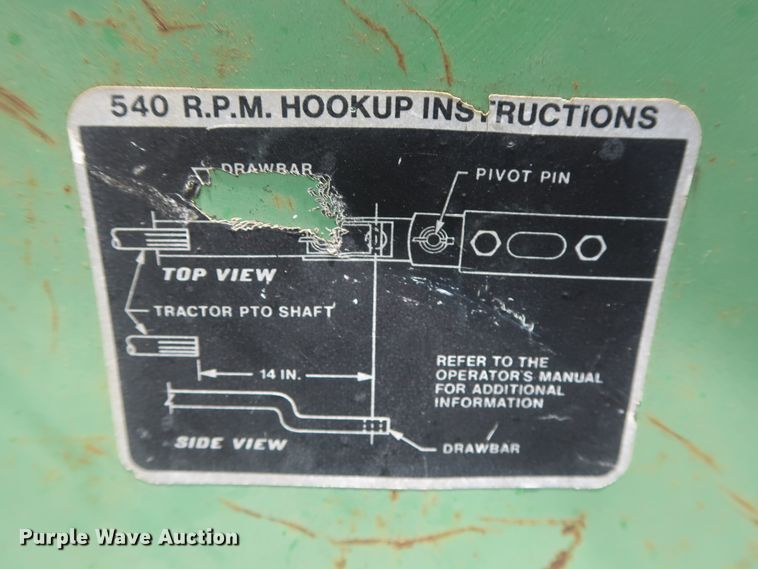 540 R.P.M. HOOKUP INSTRUCTIONS
DRAWBAR
PIVOT PIN
TOP VIEW
TRACTOR PTO SHAFT
14 IN.
REFER TO THE
OPERATOR'S MANUAL
FOR ADDITIONAL
INFORMATION
SIDE VIEW
DRAWBAR
Purple Wave Auction